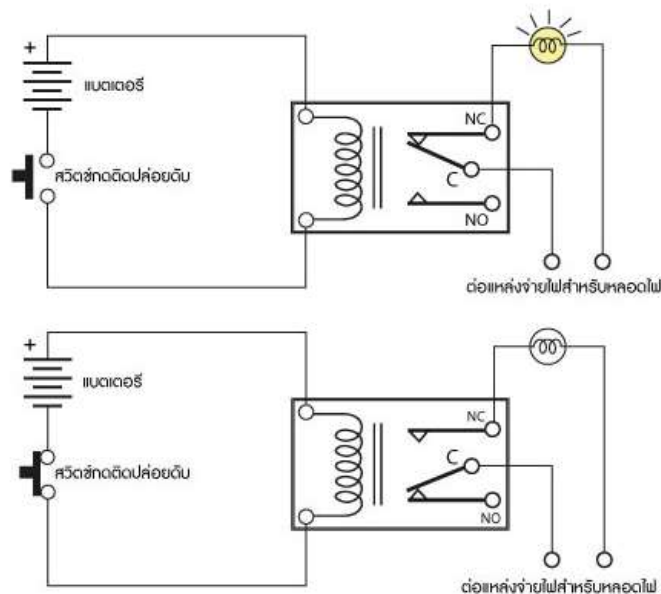 +
แบตเตอรี่
สวิตช์กดติดปล่อยดับ
NC
C
NO
ต่อแหล่งจ่ายไฟสำหรับหลอดไฟ
+
แบตเตอรี่
สวิตช์กดติดปล่อยดับ
NC
C
NO
ต่อแหล่งจ่ายไฟสำหรับหลอดไฟ